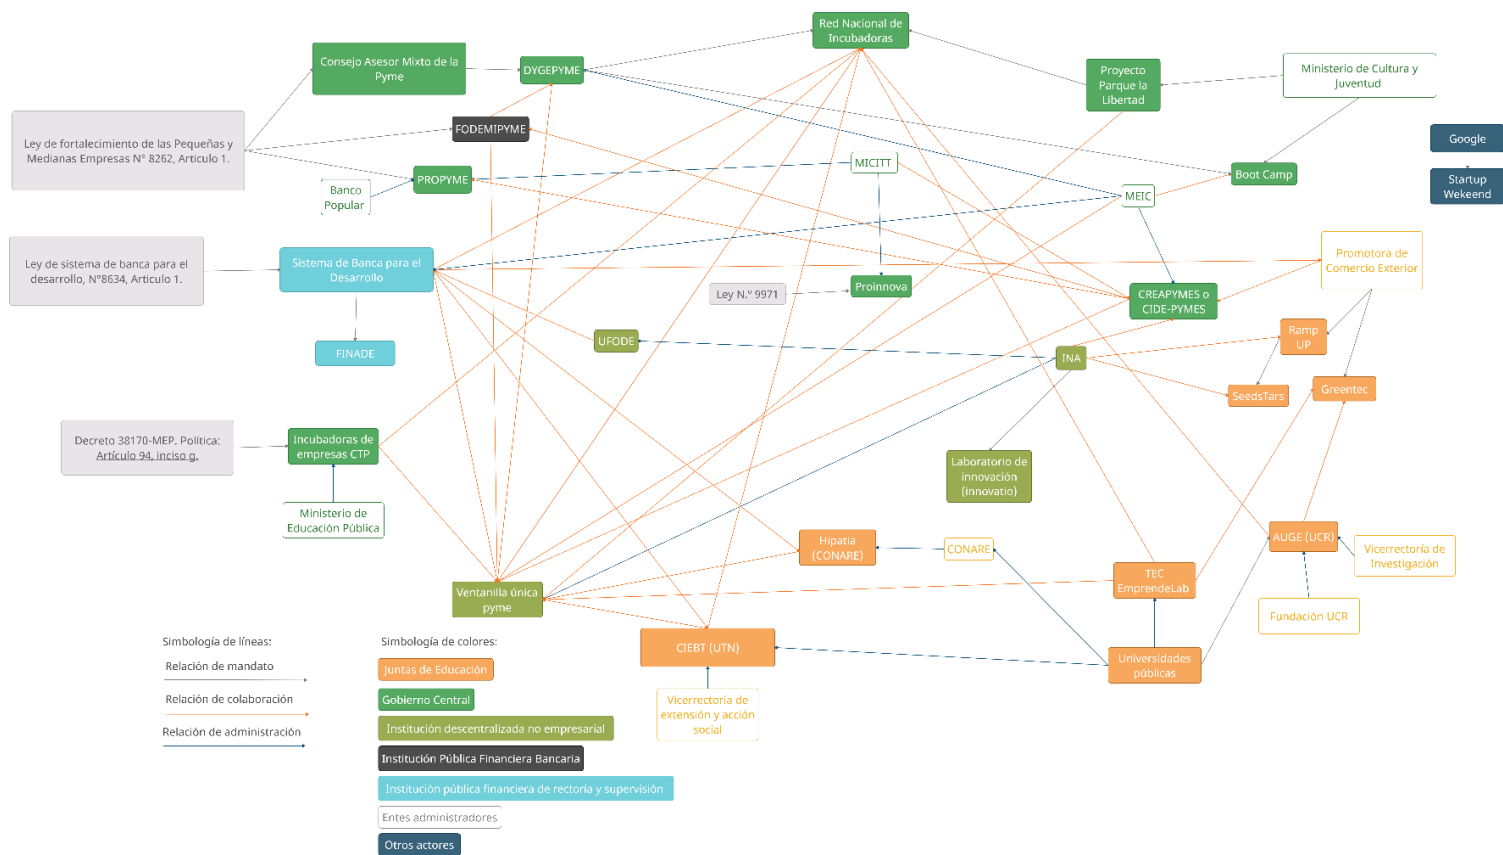 Red Nacional de
Incubadoras
Consejo Asesor Mixto de la
Pyme
DYGEPYME
Proyecto
Parque la
Libertad
Ministerio de Cultura y
Juventud
Ley de fortalecimiento de las Pequeñas y
Medianas Empresas N° 8262, Articulo 1.
FODEMIPYME
Google
MICITT
Boot Camp
Startup
Wekeend
Banco
Popular
PROPYME
MEIC
Ley de sistema de banca para el
desarrollo, N°8634, Articulo 1.
Sistema de Banca para el
Desarrollo
Promotora de
Comercio Exterior
Ley N.º 9971
Proinnova
CREAPYMES o
CIDE-PYMES
FINADE
UFODE
INA
Ramp
UP
SeedsTars
Greentec
Decreto 38170-MEP. Política:
Artículo 94, inciso g.
Incubadoras de
empresas CTP
Laboratorio de
innovación
(innovatio)
Ministerio de
Educación Pública
Hipatia
(CONARE)
CONARE
AUGE (UCR)
Vicerrectoría de
Investigación
Ventanilla única
pyme
TEC
EmprendeLab
Fundación UCR
CIEBT (UTN)
Universidades
públicas
Vicerrectoría de
extensión y acción
social
Simbología de líneas:
Relación de mandato
Relación de colaboración
Relación de administración
Simbología de colores:
Juntas de Educación
Gobierno Central
Institución descentralizada no empresarial
Institución Pública Financiera Bancaria
Institución pública financiera de rectoría y supervisión
Entes administradores
Otros actores